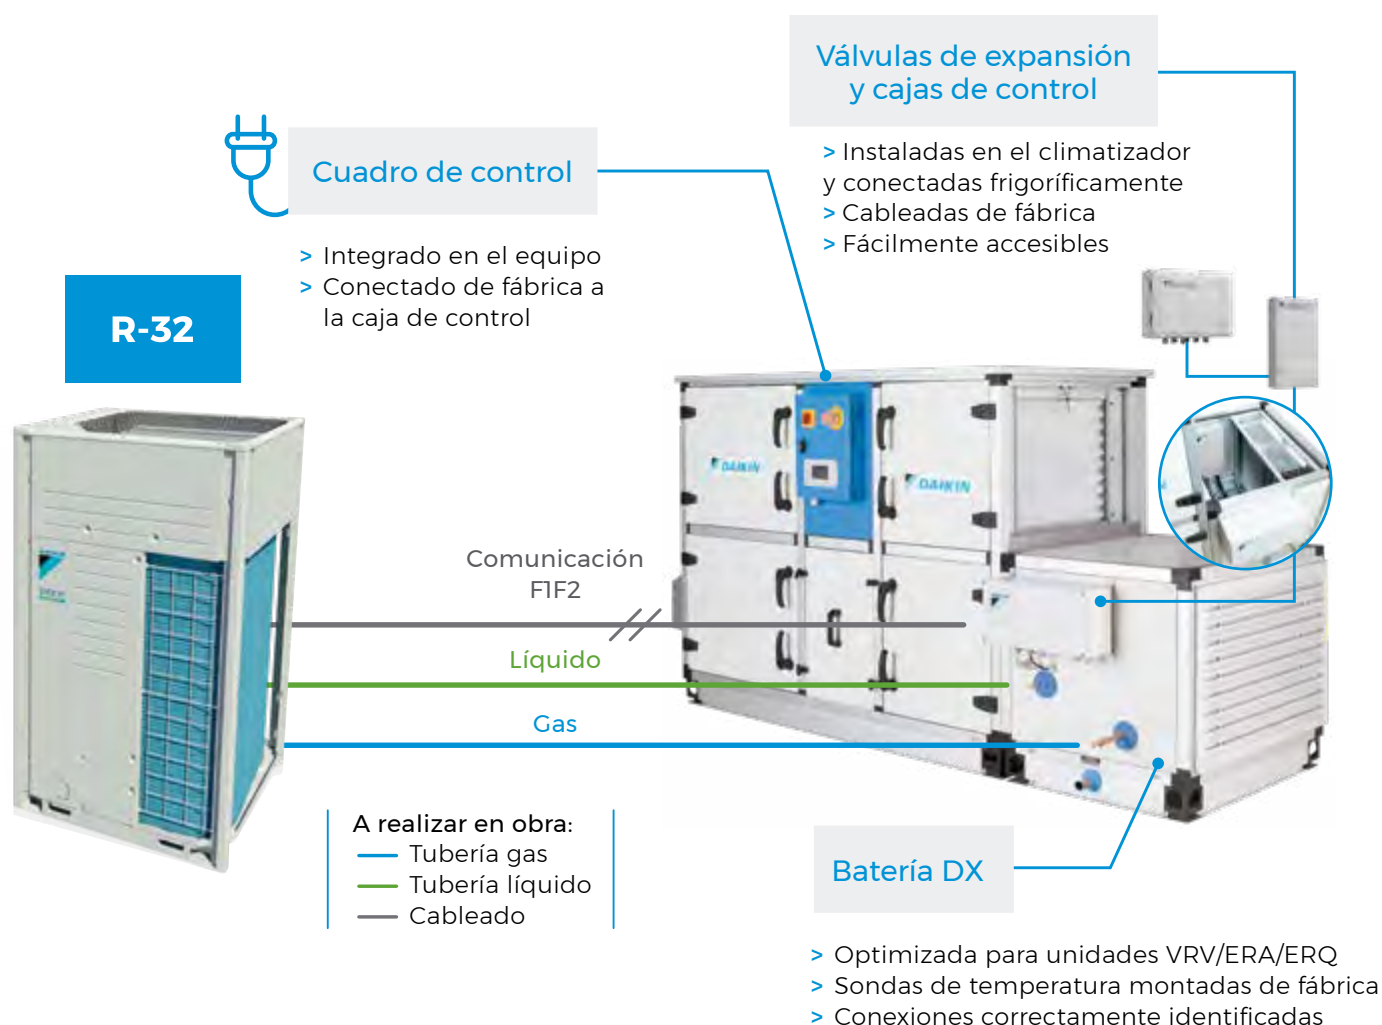 Válvulas de expansión
y cajas de control
> Instaladas en el climatizador
y conectadas frigoríficamente
> Cableadas de fábrica
> Fácilmente accesibles
Cuadro de control
> Integrado en el equipo
> Conectado de fábrica a
la caja de control
R-32
DAIKIN
DAIKIN
Comunicación
F1F2
Líquido
Gas
A realizar en obra:
Tubería gas
Tubería líquido
Cableado
Batería DX
> Optimizada para unidades VRV/ERA/ERQ
> Sondas de temperatura montadas de fábrica
> Conexiones correctamente identificadas